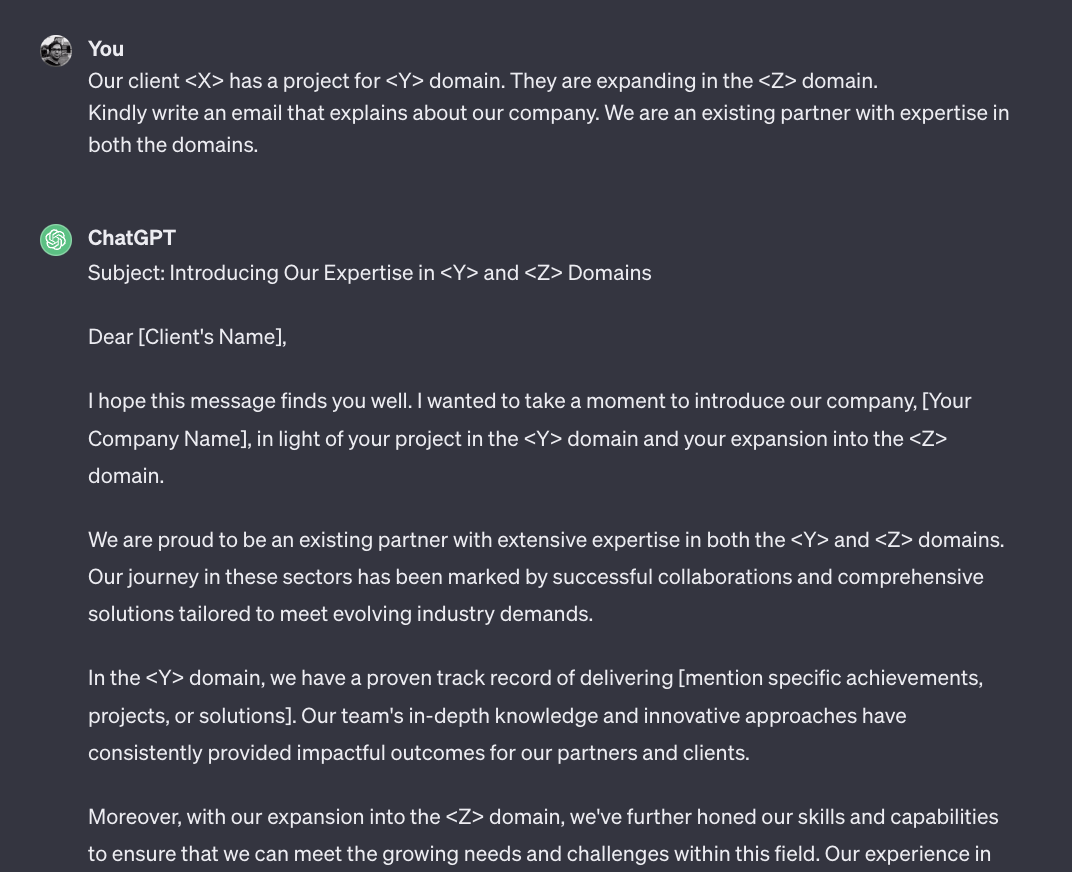 You
Our client <X> has a project for <Y> domain. They are expanding in the <Z> domain.
Kindly write an email that explains about our company. We are an existing partner with expertise in
both the domains.
ChatGPT
Subject: Introducing Our Expertise in <Y> and <Z> Domains
Dear [Client's Name],
I hope this message finds you well. I wanted to take a moment to introduce our company, [Your
Company Name], in light of your project in the <Y> domain and your expansion into the <Z>
domain.
We are proud to be an existing partner with extensive expertise in both the <Y> and <Z> domains.
Our journey in these sectors has been marked by successful collaborations and comprehensive
solutions tailored to meet evolving industry demands.
In the <Y> domain, we have a proven track record of delivering [mention specific achievements,
projects, or solutions]. Our team's in-depth knowledge and innovative approaches have
consistently provided impactful outcomes for our partners and clients.
Moreover, with our expansion into the <Z> domain, we've further honed our skills and capabilities
to ensure that we can meet the growing needs and challenges within this field. Our experience in